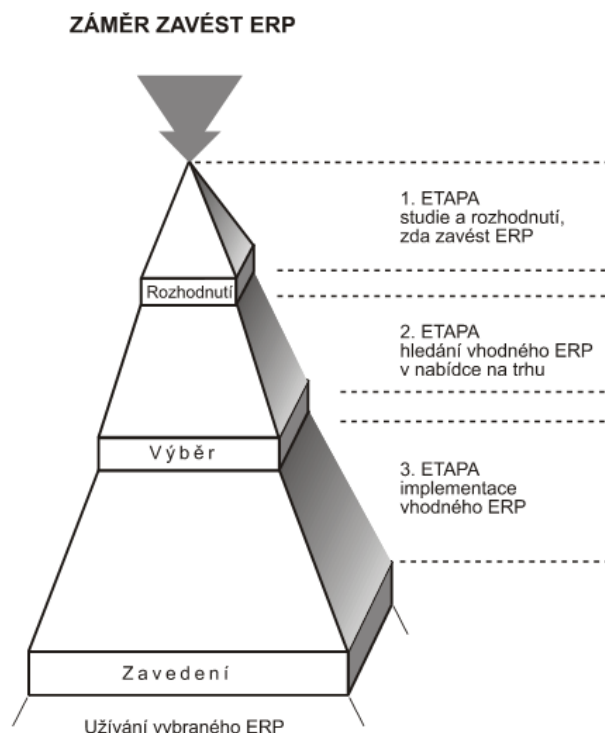 ZÁMĚR ZAVÉST ERP
1. ETAPA
studie a rozhodnutí,
zda zavést ERP
Rozhodnutí
2. ETAPA
hledání vhodného ERP
v nabídce na trhu
Výběr
3. ETAPA
implementace
vhodného ERP
Zavedení
Užívání vybraného ERP